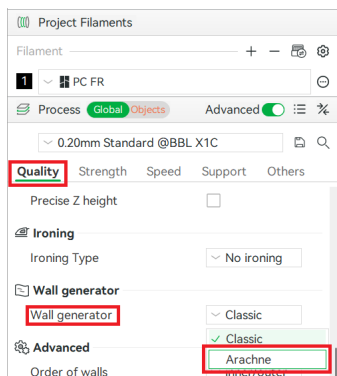 Project Filaments
Filament
1 PC FR
Process Global Objects Advanced
0.20mm Standard @BBL X1C
Quality Strength Speed Support Others
Precise Z height
Ironing
Ironing Type No ironing
Wall generator
Wall generator Classic
Classic
Advanced
Arachne
Order of walls